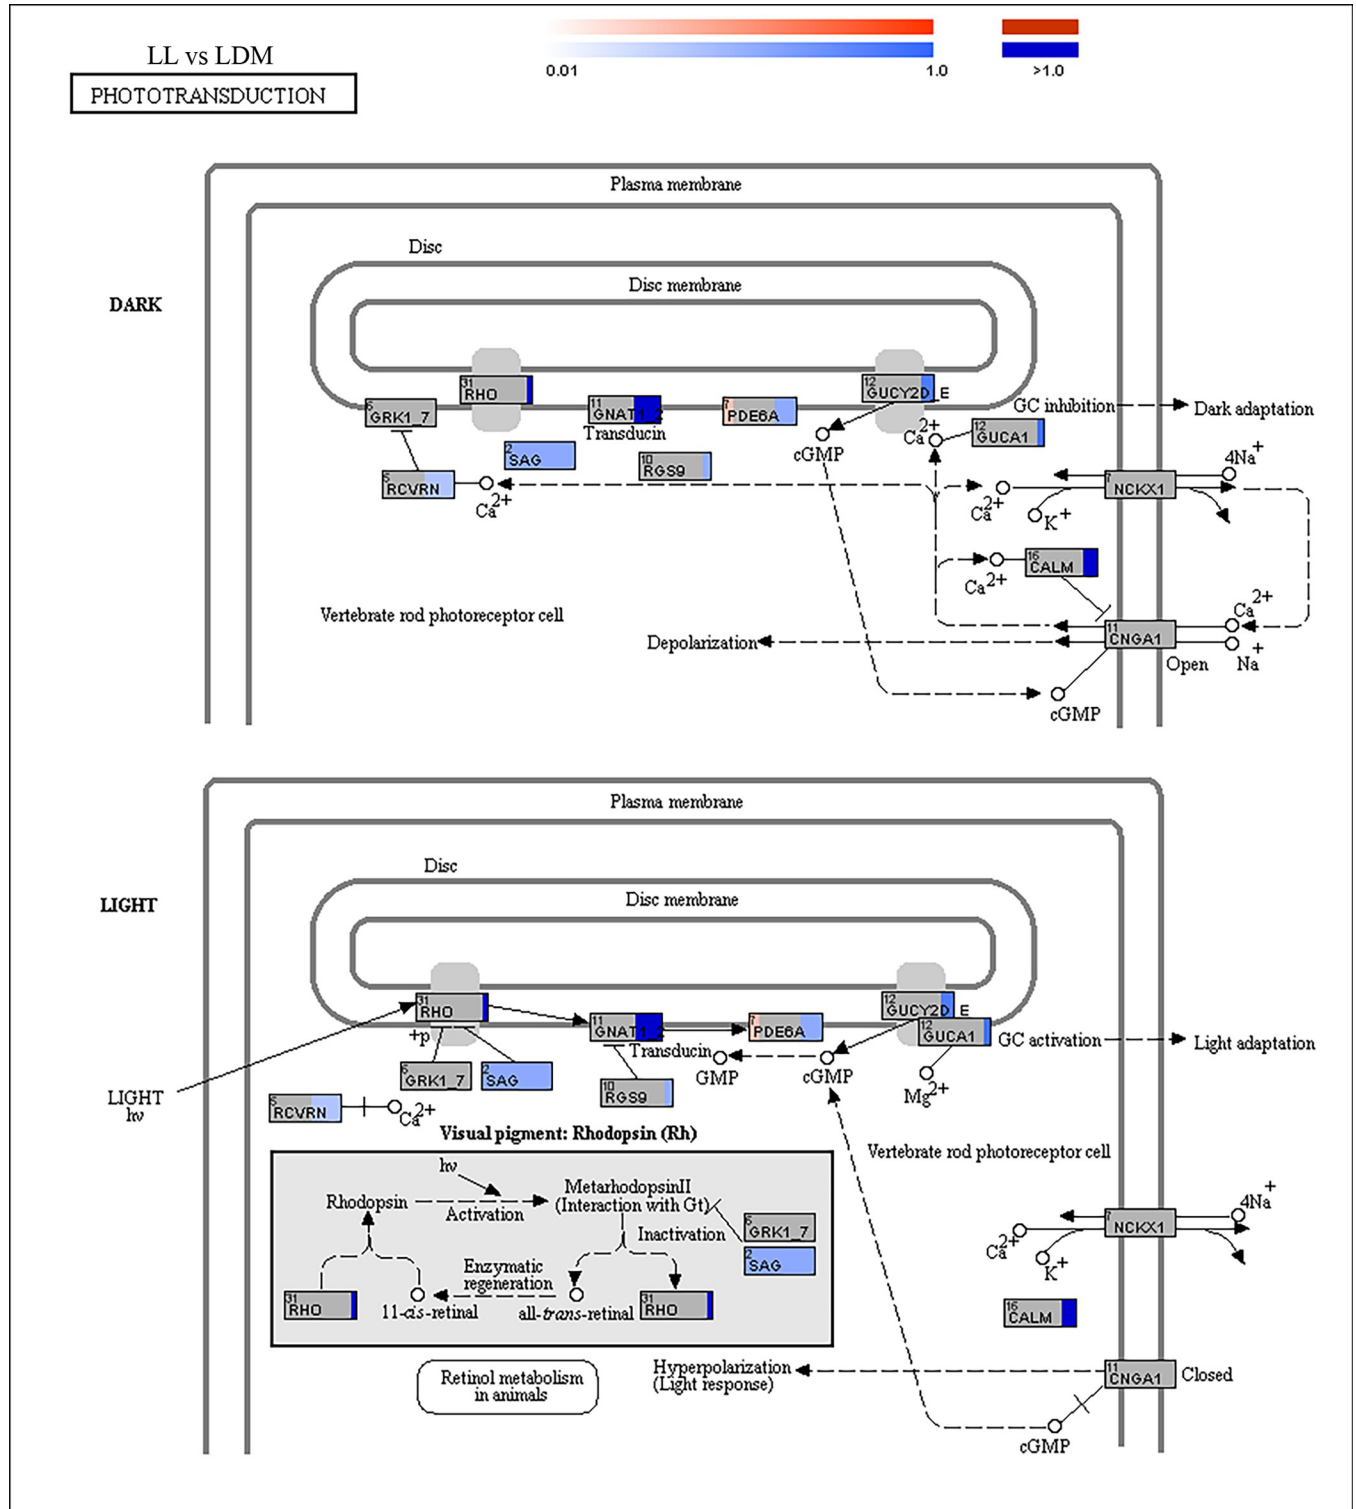 LL vs LDM
PHOTOTRANSDUCTION
0.01
1.0
>1.0
Plasma membrane
Disc
Disc membrane
DARK
31
RHO
11
GNAT1_2
Transducin
7
PDE6A
12
GUCY2D_E
6
GRK1_7
GC inhibition
Dark adaptation
Ca2+
12
GUCA1
cGMP
2
SAG
10
RGS9
4Na+
6
RCVRN
Ca2+
Ca2+
K+
7
NCKX1
16
CALM
Ca2+
Vertebrate rod photoreceptor cell
Depolarization
Ca2+
11
CNGA1
Open
Na+
cGMP
Plasma membrane
Disc
Disc membrane
LIGHT
31
RHO
+p
11
GNAT1_2
Transducin
7
PDE6A
12
GUCY2D_E
12
GUCA1
GC activation
Light adaptation
6
GRK1_7
2
SAG
10
RGS9
GMP
cGMP
Mg2+
LIGHT
hν
6
RCVRN
Ca2+
Visual pigment: Rhodopsin (Rh)
Vertebrate rod photoreceptor cell
hν
Rhodopsin
Activation
MetarhodopsinII
(Interaction with Gt)
Inactivation
6
GRK1_7
2
SAG
Enzymatic
regeneration
31
RHO
11-cis-retinal
all-trans-retinal
31
RHO
4Na+
7
NCKX1
Ca2+
K+
16
CALM
Retinol metabolism
in animals
Hyperpolarization
(Light response)
11
CNGA1
Closed
cGMP